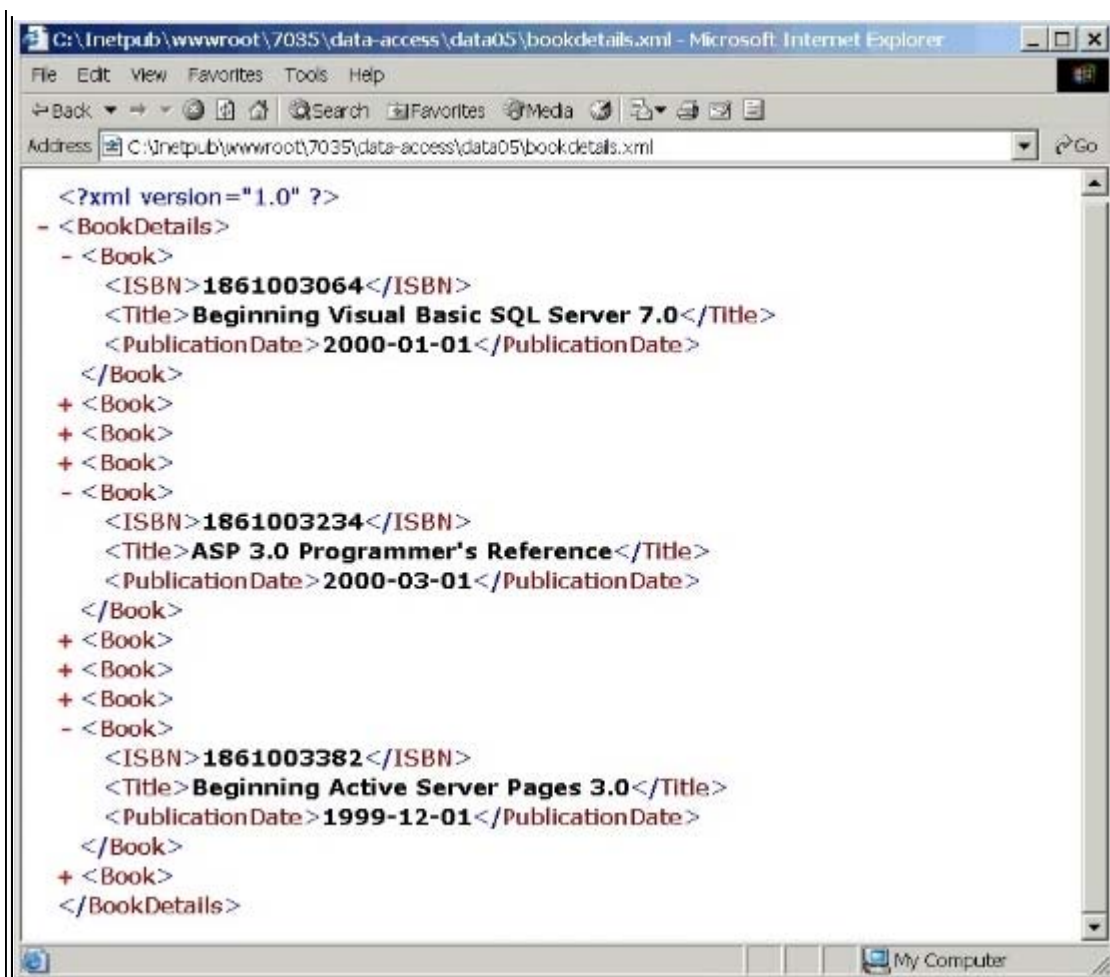 C:\Inetpub\wwwroot\7035\data-access\data05\bookdetails.xml - Microsoft Internet Explorer
File Edit View Favorites Tools Help
Back Search Favorites Media
Address C:\Inetpub\wwwroot\7035\data-access\data05\bookdetails.xml Go
<?xml version="1.0" ?>
- <BookDetails>
- <Book>
<ISBN>1861003064</ISBN>
<Title>Beginning Visual Basic SQL Server 7.0</Title>
<PublicationDate>2000-01-01</PublicationDate>
</Book>
+ <Book>
+ <Book>
+ <Book>
- <Book>
<ISBN>1861003234</ISBN>
<Title>ASP 3.0 Programmer's Reference</Title>
<PublicationDate>2000-03-01</PublicationDate>
</Book>
+ <Book>
+ <Book>
+ <Book>
- <Book>
<ISBN>1861003382</ISBN>
<Title>Beginning Active Server Pages 3.0</Title>
<PublicationDate>1999-12-01</PublicationDate>
</Book>
+ <Book>
</BookDetails>
My Computer